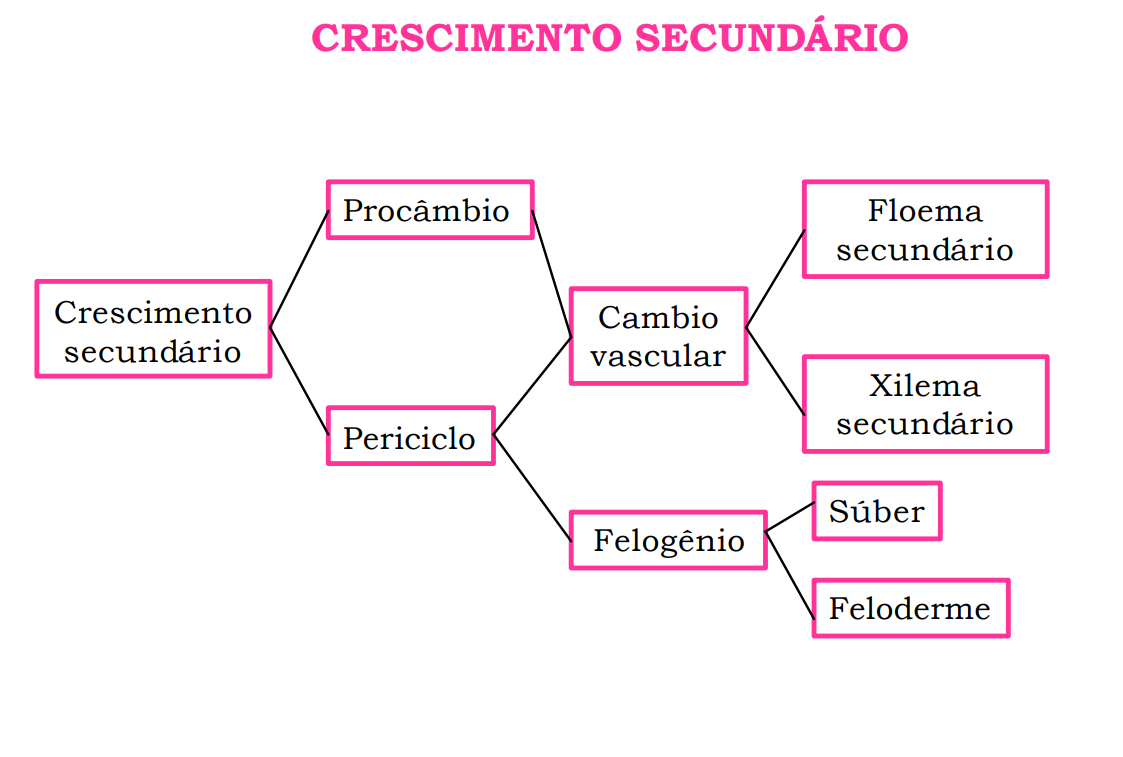 CRESCIMENTO SECUNDÁRIO
Crescimento
secundário
Procâmbio
Periciclo
Cambio
vascular
Felogênio
Floema
secundário
Xilema
secundário
Súber
Feloderme